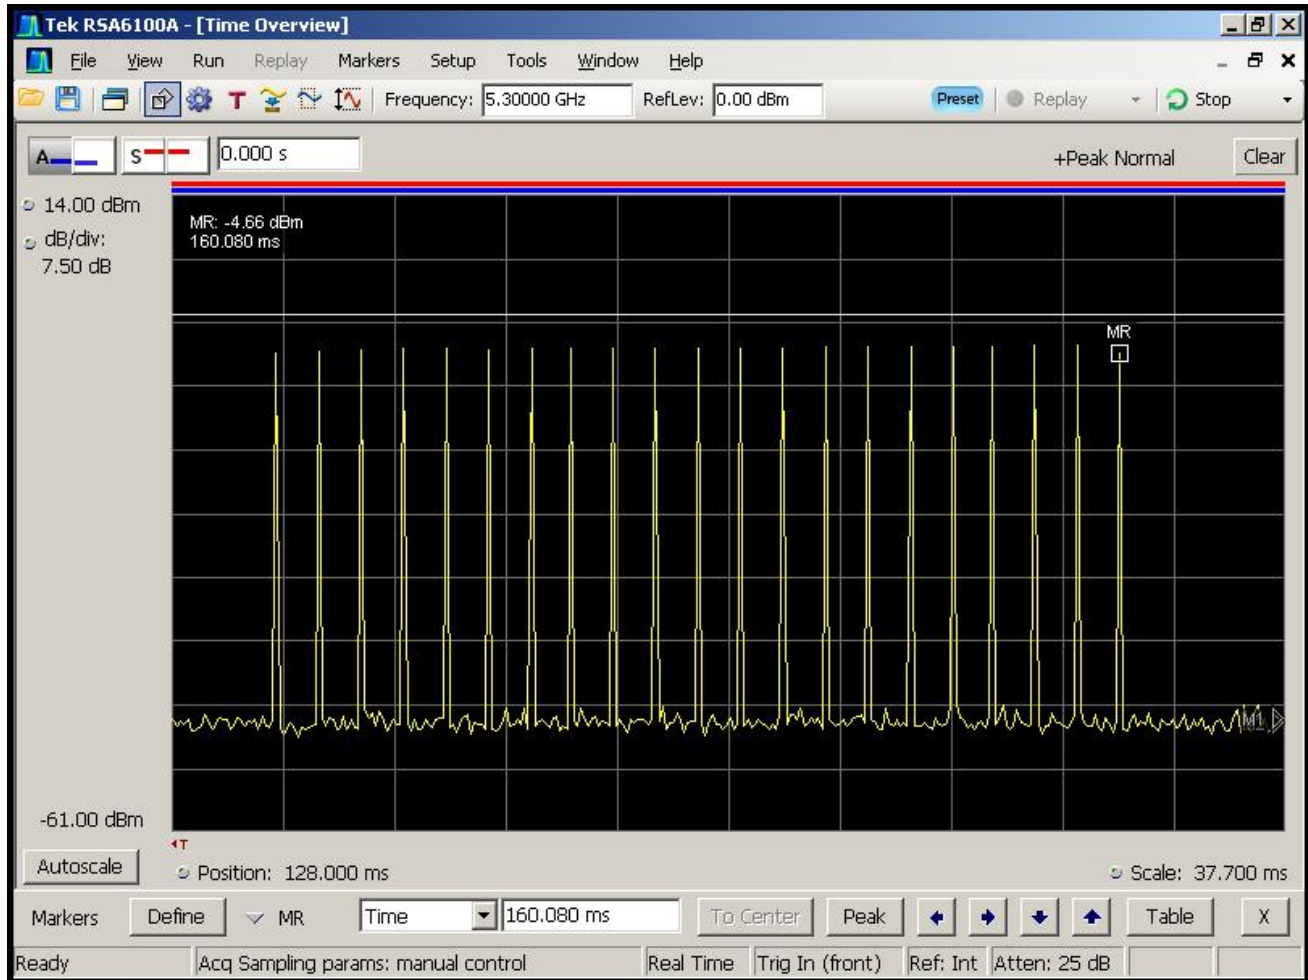 Tek RSA6100A - [Time Overview]
File View Run Replay Markers Setup Tools Window Help
T Frequency: 5.30000 GHz RefLev: 0.00 dBm Preset Replay Stop
A S 0.000 s +Peak Normal Clear
14.00 dBm
dB/div:
7.50 dB
MR: -4.66 dBm
160.080 ms
MR
M1
-61.00 dBm
T
Autoscale Position: 128.000 ms Scale: 37.700 ms
Markers Define MR Time 160.080 ms To Center Peak Table X
Ready Acq Sampling params: manual control Real Time Trig In (front) Ref: Int Atten: 25 dB